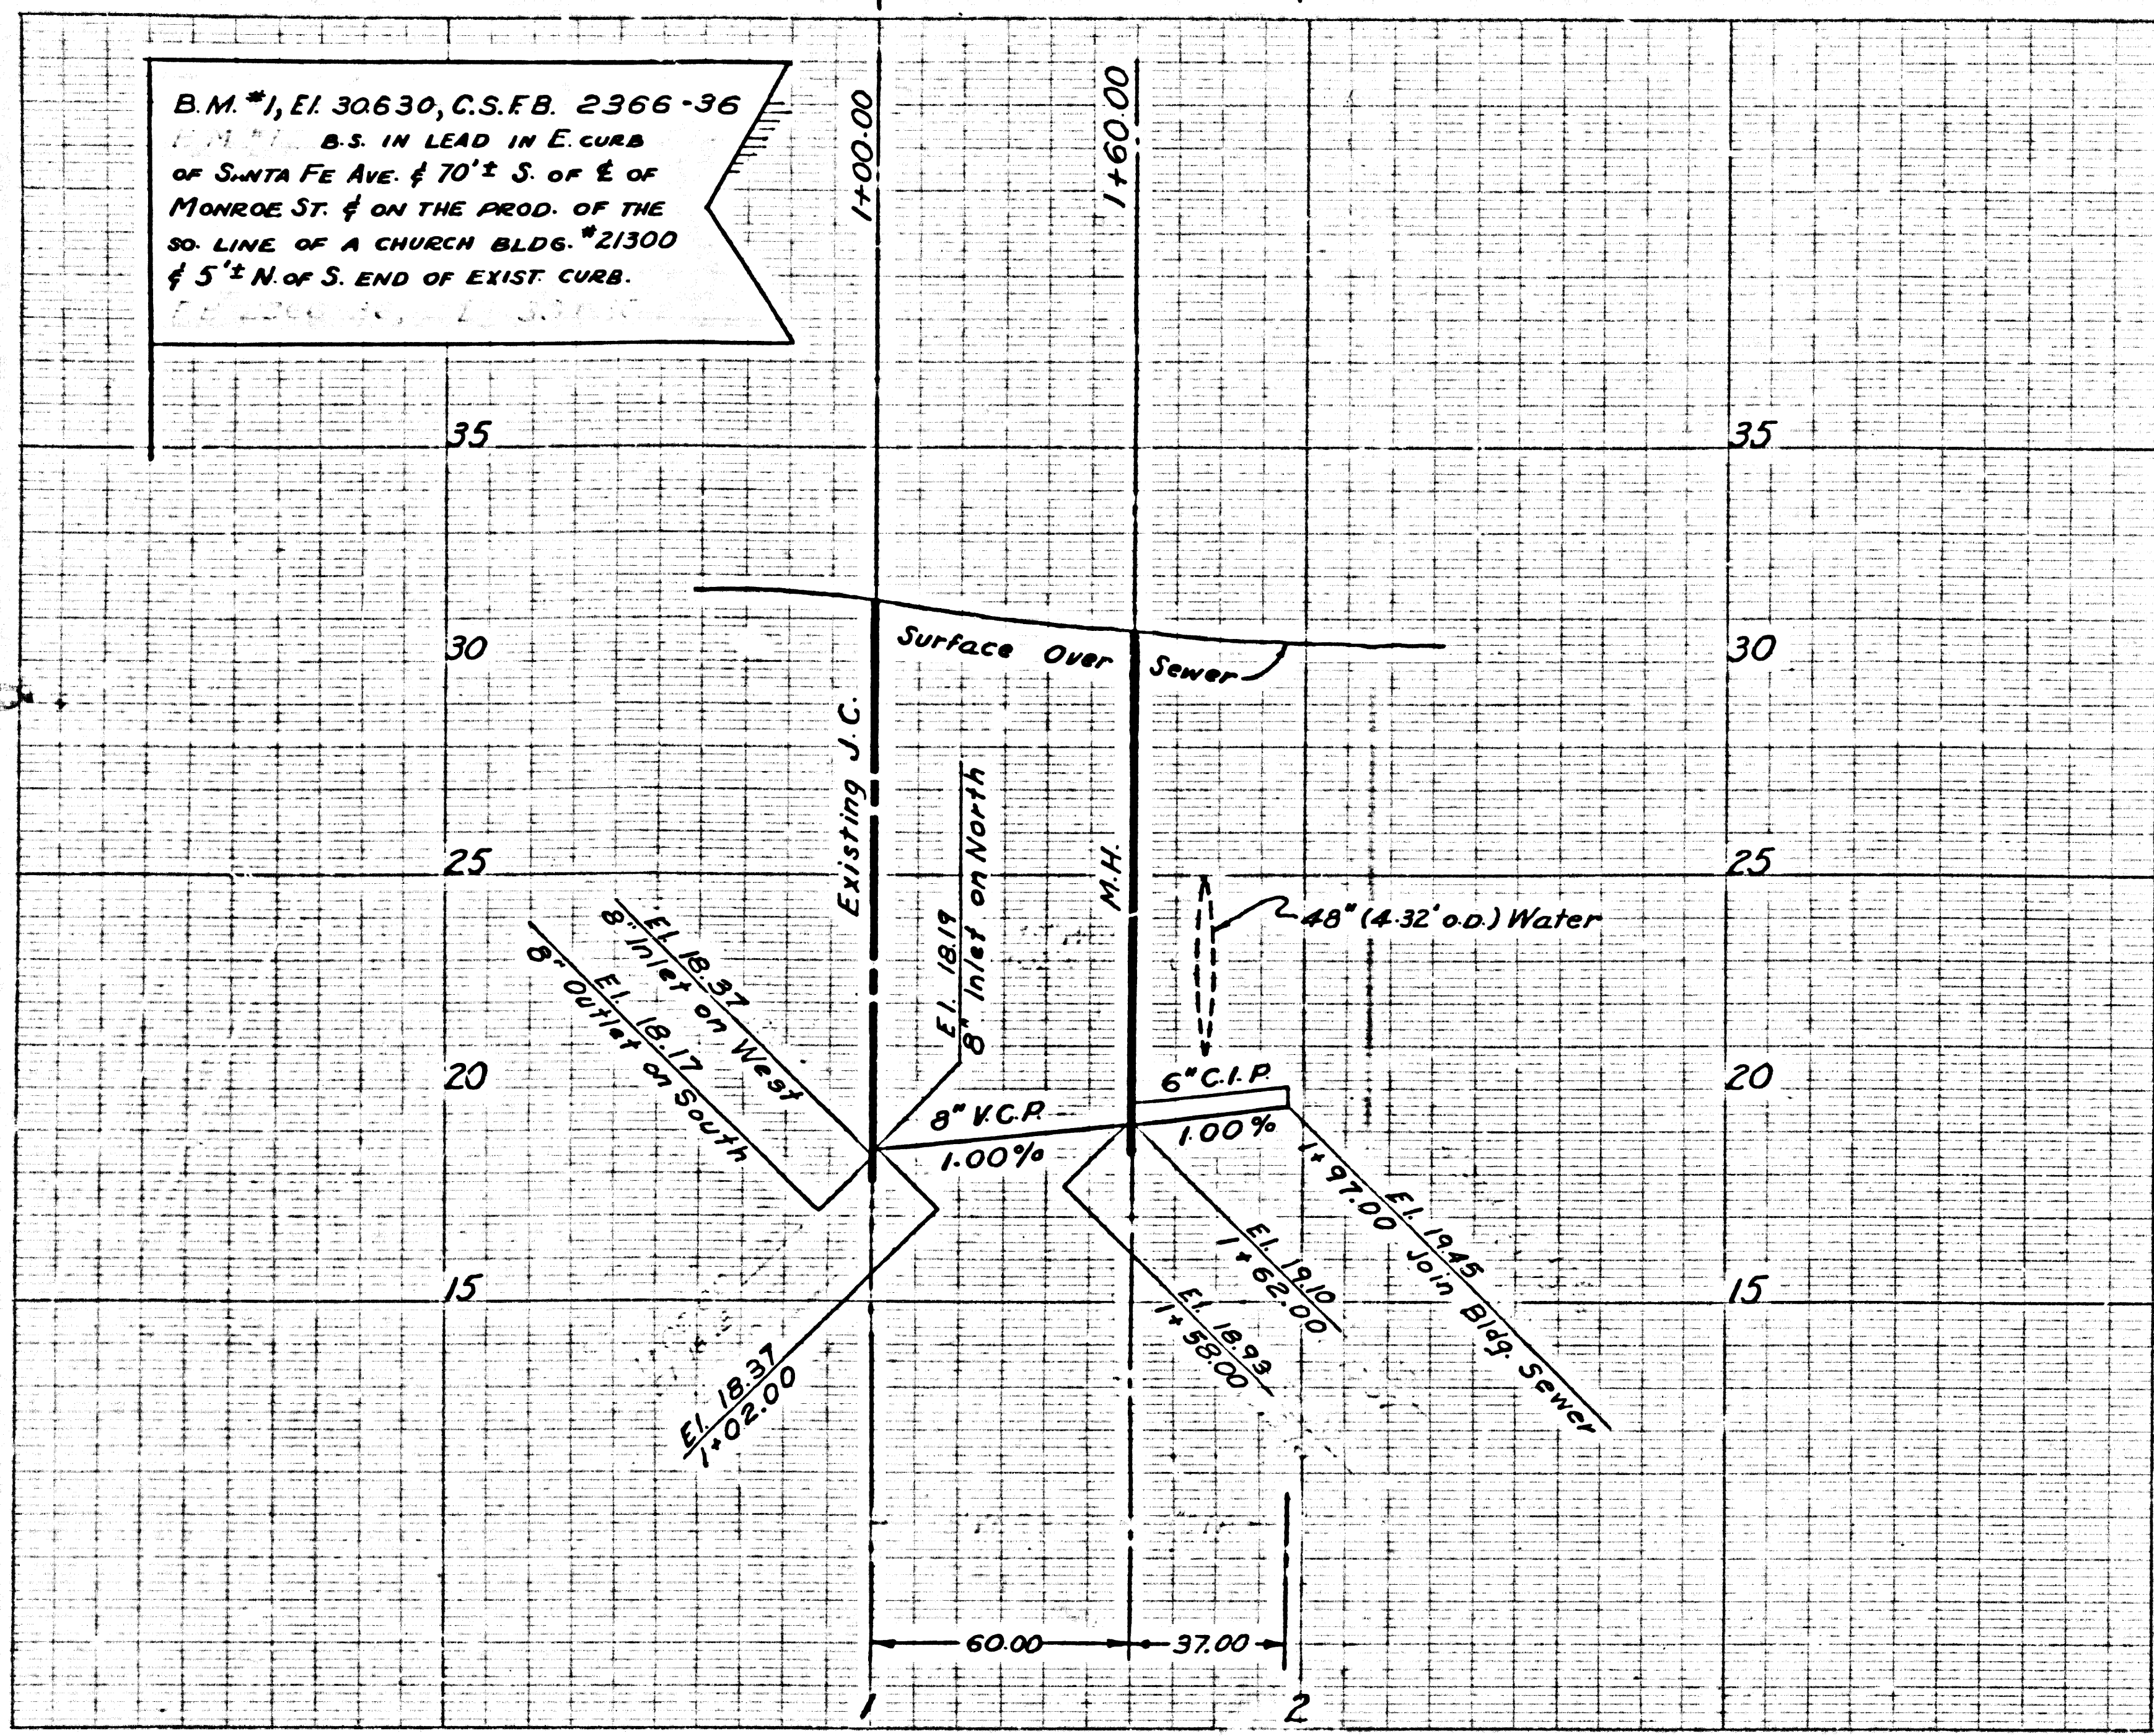 B.M. #1, El. 30.630, C.S.F.B. 2366-36
B.S. IN LEAD IN E. CURB
OF SANTA FE AVE. & 70'± S. OF ℄ OF
MONROE ST. & ON THE PROD. OF THE
SO. LINE OF A CHURCH BLDG. #21300
& 5'± N. OF S. END OF EXIST. CURB.
1+00.00
1+60.00
35
35
30
30
Surface Over Sewer
Existing J.C.
M.H.
25
25
48" (4.32' O.D.) Water
El. 18.37
8" Inlet on West
El. 18.17
8" Outlet on South
El. 18.19
8" Inlet on North
20
20
6" C.I.P.
8" V.C.P.
1.00%
1.00%
El. 19.45
1+97.00 Join Bldg. Sewer
El. 19.10
1+62.00
El. 18.93
1+58.00
15
15
El. 18.37
1+02.00
60.00
37.00
1
2